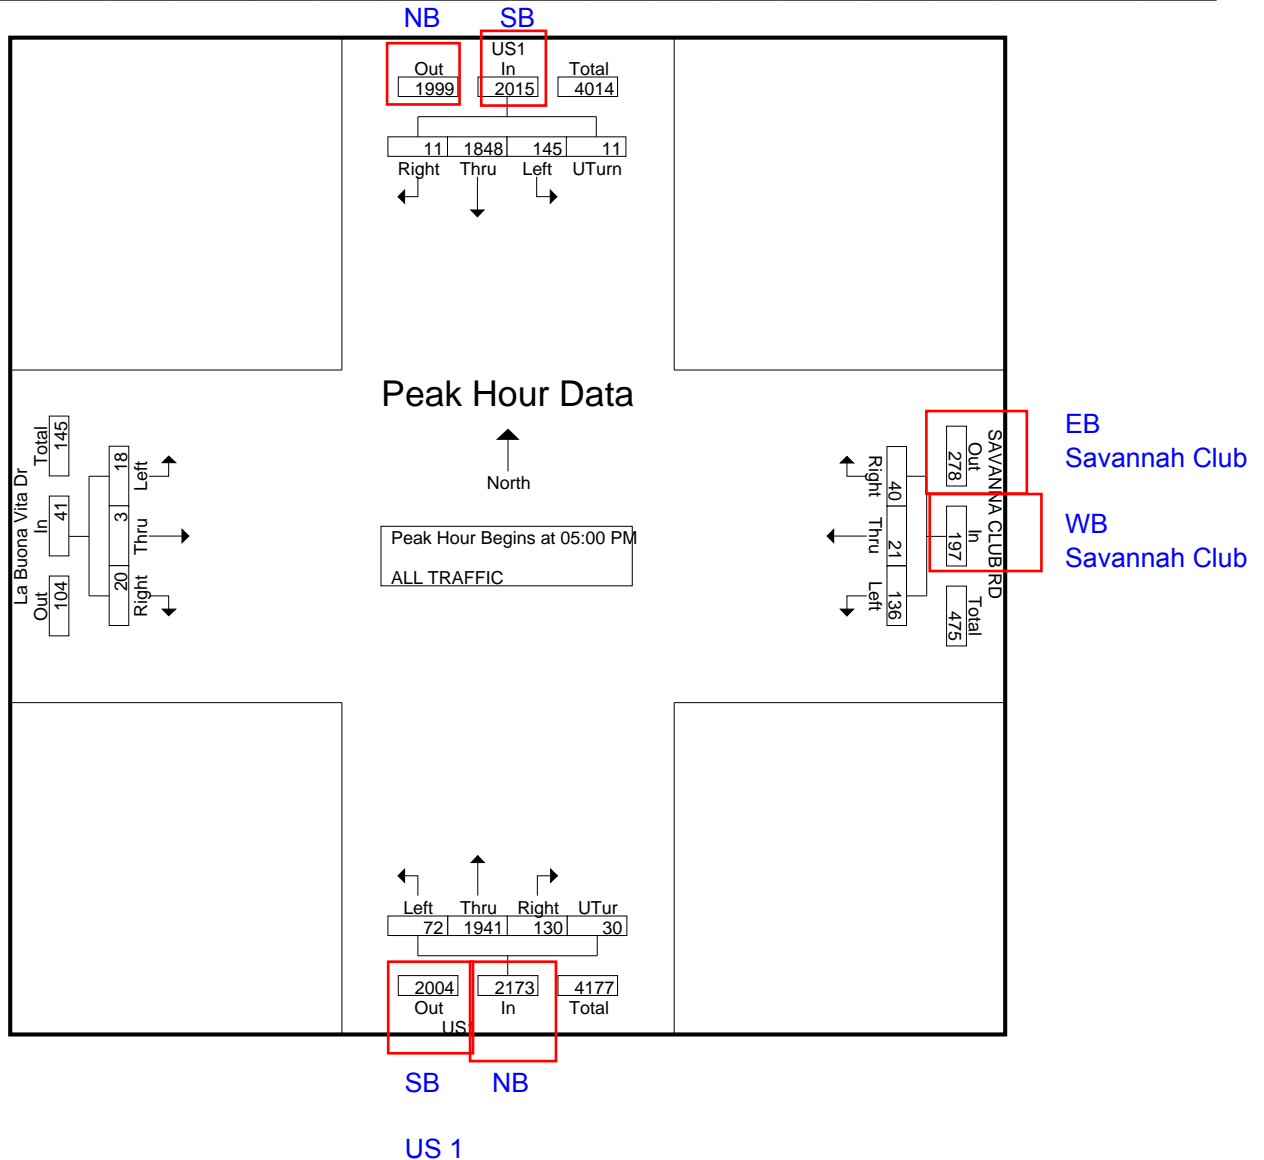 NB SB
US1
Out In Total
1999 2015 4014
11 1848 145 11
Right Thru Left UTurn
Peak Hour Data
North
Peak Hour Begins at 05:00 PM
ALL TRAFFIC
La Buona Vita Dr
Total In Out
145 41 104
18 3 20
Left Thru Right
Right Thru Left
40 21 136
Out In Total
278 197 475
SAVANNA CLUB RD
EB
Savannah Club
WB
Savannah Club
Left Thru Right UTur
72 1941 130 30
2004 2173 4177
Out In Total
US
SB NB
US 1